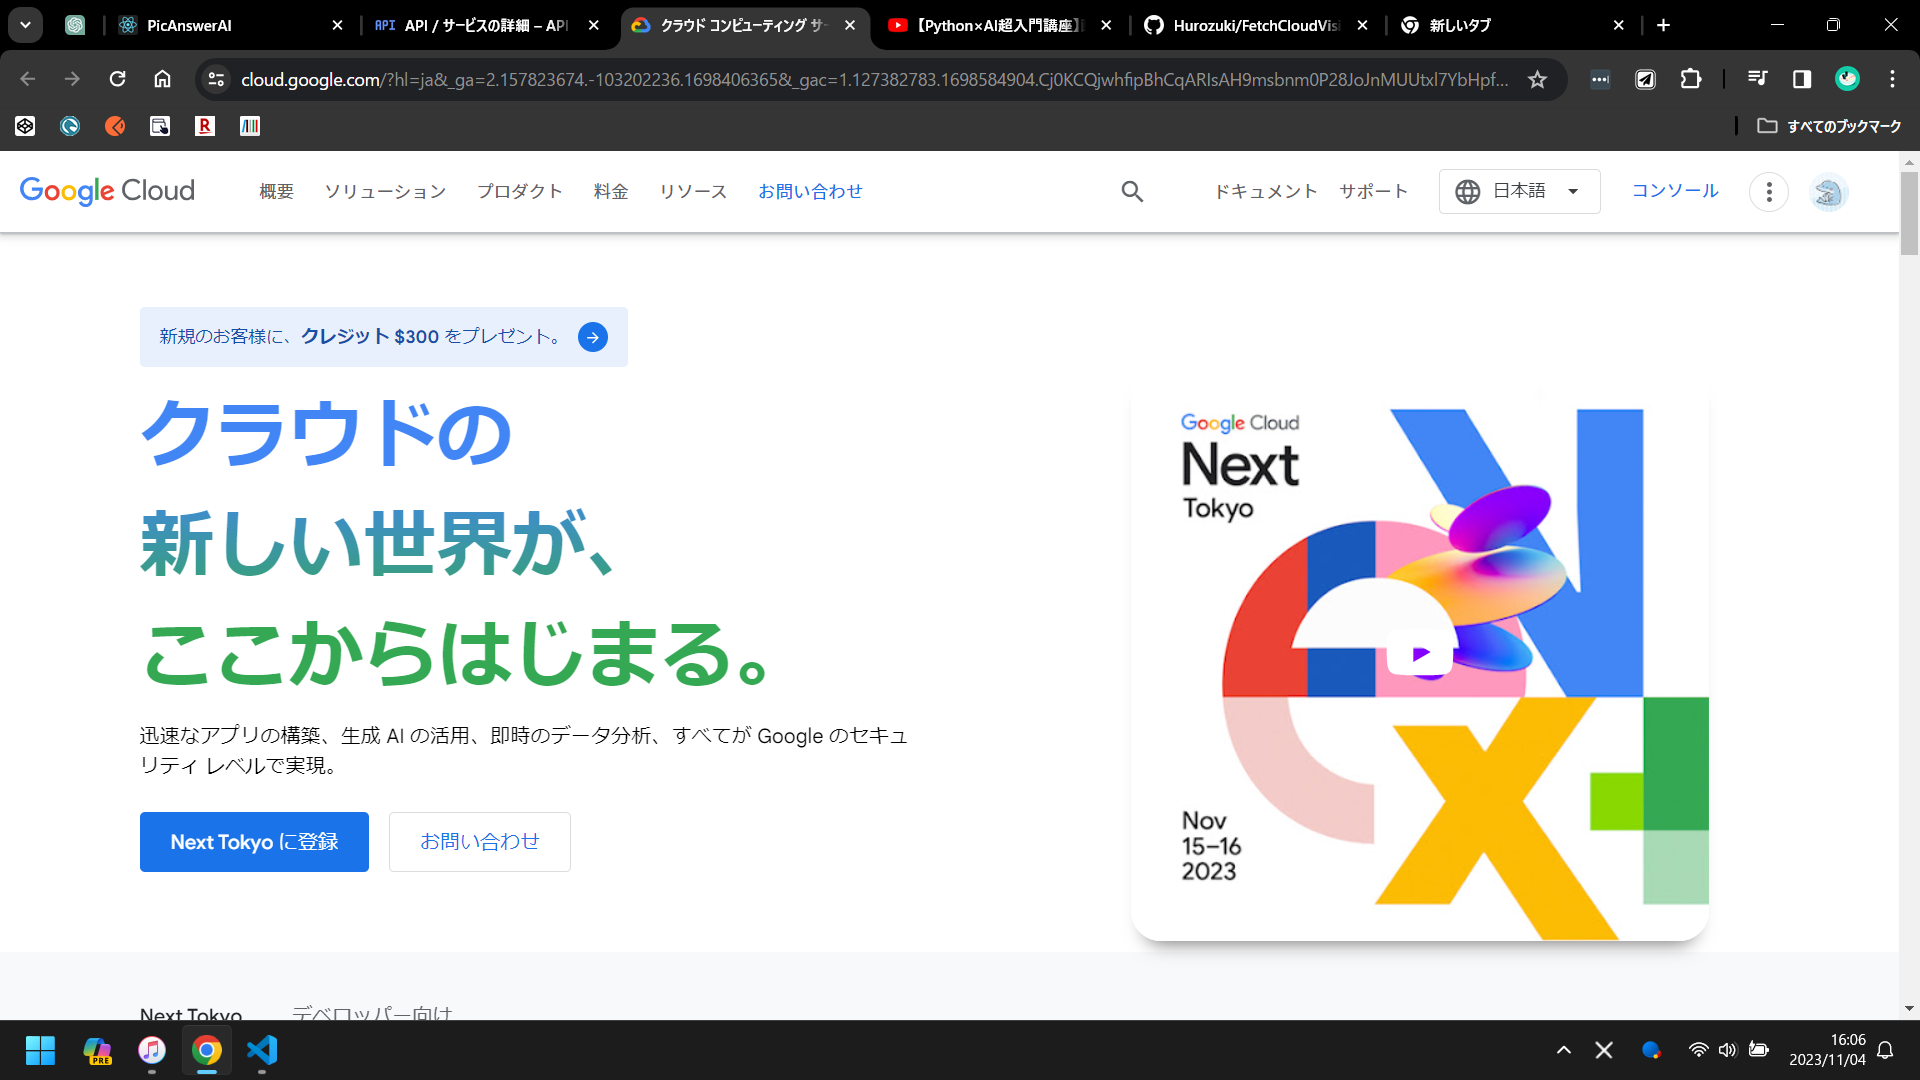 PicAnswerAI
API API / サービスの詳細 – API
クラウド コンピューティング サー
【Python×AI超入門講座】
Hurozuki/FetchCloudVisi
新しいタブ
cloud.google.com/?hl=ja&_ga=2.157823674.-103202236.1698406365&_gac=1.127382783.1698584904.Cj0KCQjwhfipBhCqARIsAH9msbnm0P28JoJnMUUtxl7YbHpf...
R
すべてのブックマーク
Google Cloud
概要
ソリューション
プロダクト
料金
リソース
お問い合わせ
ドキュメント
サポート
日本語
コンソール
新規のお客様に、クレジット $300 をプレゼント。
クラウドの
新しい世界が、
ここからはじまる。
迅速なアプリの構築、生成 AI の活用、即時のデータ分析、すべてが Google のセキュ
リティ レベルで実現。
Next Tokyo に登録
お問い合わせ
Google Cloud
Next
Tokyo
Nov
15–16
2023
Next Tokyo
デベロッパー向け
PRE
16:06
2023/11/04